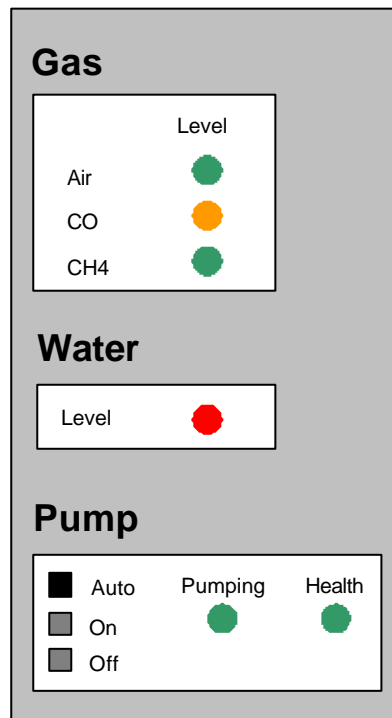 Gas
Level
Air
CO
CH4
Water
Level
Pump
Auto Pumping Health
On
Off